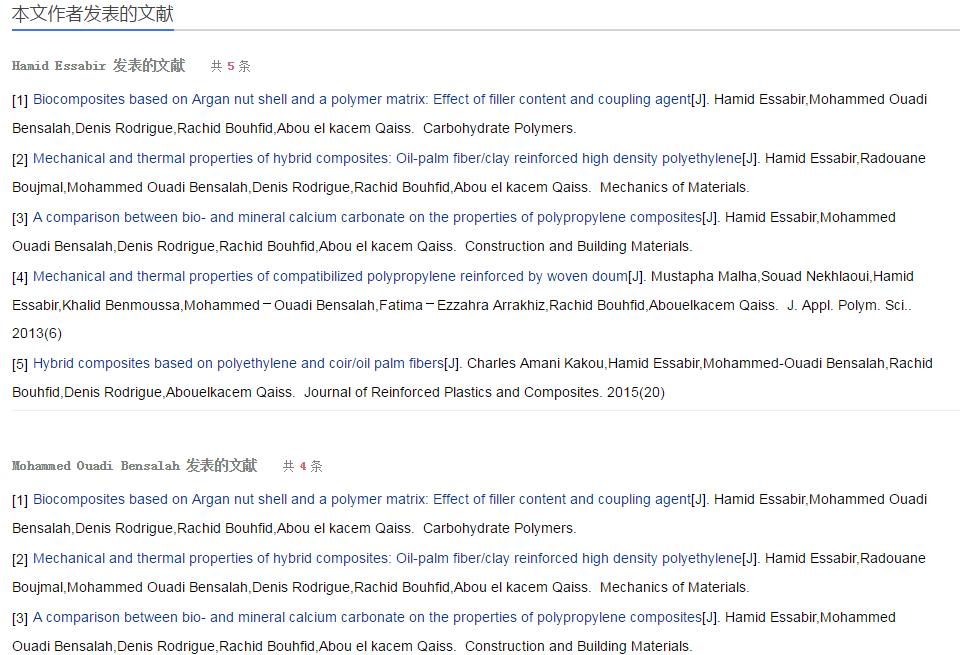 本文作者发表的文献
Hamid Essabir 发表的文献 共 5 条
[1] Biocomposites based on Argan nut shell and a polymer matrix: Effect of filler content and coupling agent[J]. Hamid Essabir,Mohammed Ouadi
Bensalah,Denis Rodrigue,Rachid Bouhfid,Abou el kacem Qaiss.  Carbohydrate Polymers.
[2] Mechanical and thermal properties of hybrid composites: Oil-palm fiber/clay reinforced high density polyethylene[J]. Hamid Essabir,Radouane
Boujmal,Mohammed Ouadi Bensalah,Denis Rodrigue,Rachid Bouhfid,Abou el kacem Qaiss.  Mechanics of Materials.
[3] A comparison between bio- and mineral calcium carbonate on the properties of polypropylene composites[J]. Hamid Essabir,Mohammed
Ouadi Bensalah,Denis Rodrigue,Rachid Bouhfid,Abou el kacem Qaiss.  Construction and Building Materials.
[4] Mechanical and thermal properties of compatibilized polypropylene reinforced by woven doum[J]. Mustapha Malha,Souad Nekhlaoui,Hamid
Essabir,Khalid Benmoussa,Mohammed－Ouadi Bensalah,Fatima－Ezzahra Arrakhiz,Rachid Bouhfid,Abouelkacem Qaiss.  J. Appl. Polym. Sci..
2013(6)
[5] Hybrid composites based on polyethylene and coir/oil palm fibers[J]. Charles Amani Kakou,Hamid Essabir,Mohammed-Ouadi Bensalah,Rachid
Bouhfid,Denis Rodrigue,Abouelkacem Qaiss.  Journal of Reinforced Plastics and Composites. 2015(20)
Mohammed Ouadi Bensalah 发表的文献 共 4 条
[1] Biocomposites based on Argan nut shell and a polymer matrix: Effect of filler content and coupling agent[J]. Hamid Essabir,Mohammed Ouadi
Bensalah,Denis Rodrigue,Rachid Bouhfid,Abou el kacem Qaiss.  Carbohydrate Polymers.
[2] Mechanical and thermal properties of hybrid composites: Oil-palm fiber/clay reinforced high density polyethylene[J]. Hamid Essabir,Radouane
Boujmal,Mohammed Ouadi Bensalah,Denis Rodrigue,Rachid Bouhfid,Abou el kacem Qaiss.  Mechanics of Materials.
[3] A comparison between bio- and mineral calcium carbonate on the properties of polypropylene composites[J]. Hamid Essabir,Mohammed
Ouadi Bensalah,Denis Rodrigue,Rachid Bouhfid,Abou el kacem Qaiss.  Construction and Building Materials.